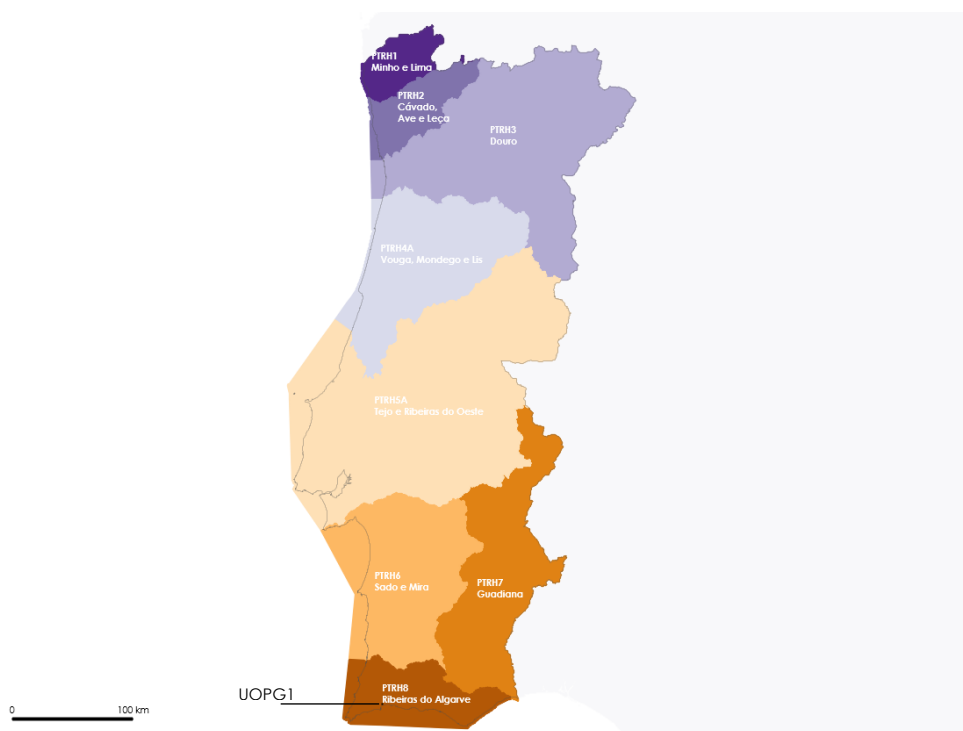 PTRH1
Minho e Lima
PTRH2
Cávado,
Ave e Leça
PTRH3
Douro
PTRH4A
Vouga, Mondego e Lis
PTRH5A
Tejo e Ribeiras do Oeste
PTRH6
Sado e Mira
PTRH7
Guadiana
PTRH8
Ribeiras do Algarve
UOPG1
0 100 km